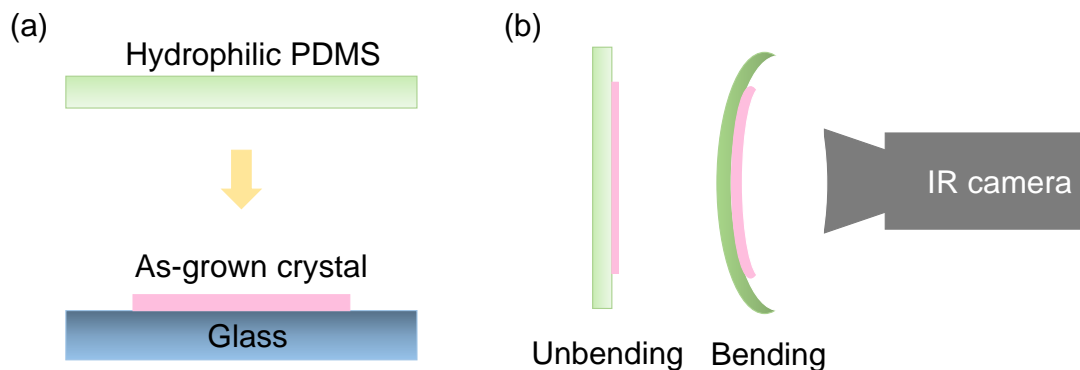 (a)
Hydrophilic PDMS
As-grown crystal
Glass
(b)
IR camera
Unbending
Bending